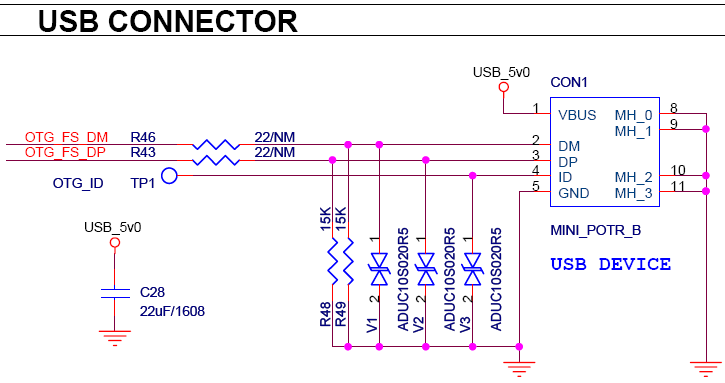 USB CONNECTOR
USB_5v0
CON1
1 VBUS MH_0 8
MH_1 9
OTG_FS_DM R46 22/NM 2 DM
OTG_FS_DP R43 22/NM 3 DP
OTG_ID TP1 4 ID MH_2 10
5 GND MH_3 11
MINI_POTR_B
USB DEVICE
USB_5v0
C28
22uF/1608
15K
15K
R48
R49
1
2
V1
ADUC10S020R5
1
2
V2
ADUC10S020R5
1
2
V3
ADUC10S020R5